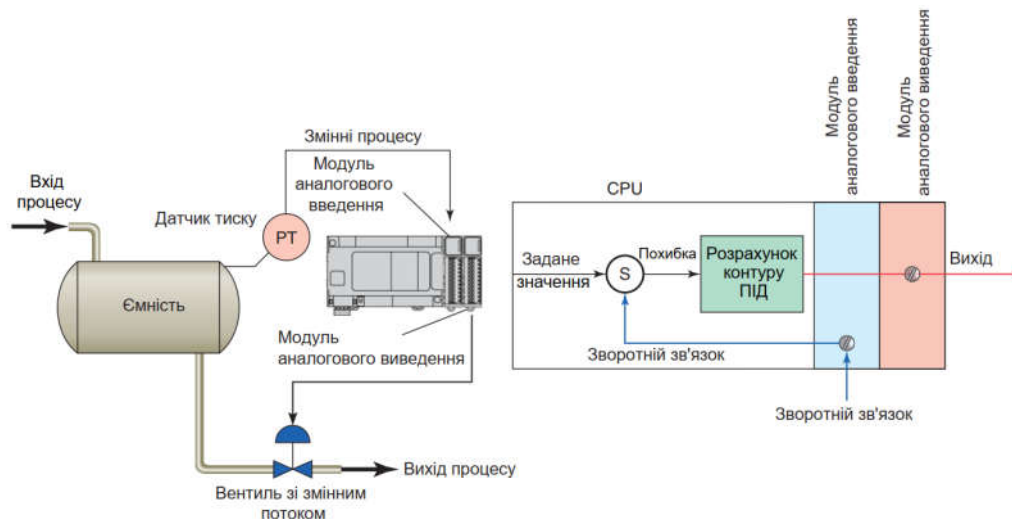 Вхід
процесу
Ємність
Датчик тиску
PT
Змінні процесу
Модуль
аналогового
введення
Модуль
аналогового виведення
Вихід процесу
Вентиль зі змінним
потоком
CPU
Задане
значення
S
Похибка
Розрахунок
контуру
ПІД
Зворотній зв'язок
Модуль
аналогового введення
Модуль
аналогового виведення
Вихід
Зворотній зв'язок